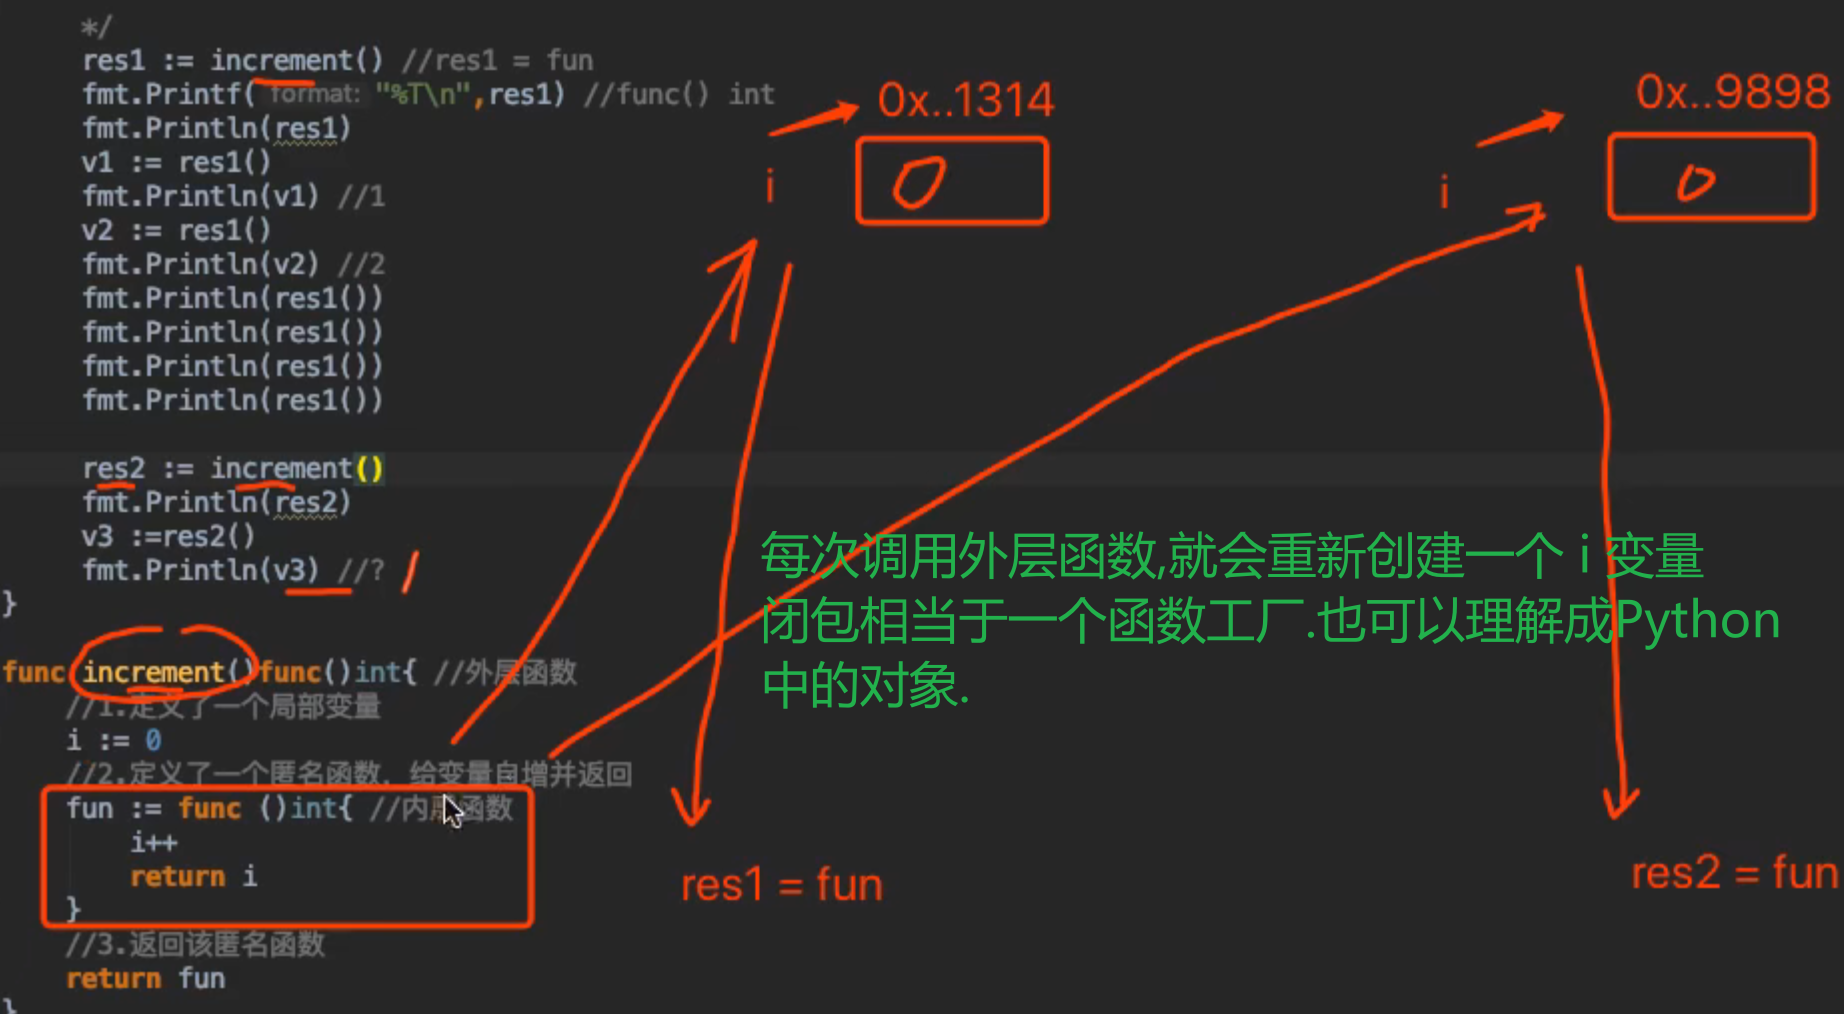 */
res1 := increment() //res1 = fun
fmt.Printf( format: "%T\n",res1) //func() int
fmt.Println(res1)
v1 := res1()
fmt.Println(v1) //1
v2 := res1()
fmt.Println(v2) //2
fmt.Println(res1())
fmt.Println(res1())
fmt.Println(res1())
fmt.Println(res1())
res2 := increment()
fmt.Println(res2)
v3 :=res2()
fmt.Println(v3) //? 1
}
func increment()func()int{ //外层函数
//1.定义了一个局部变量
i := 0
//2.定义了一个匿名函数，给变量自增并返回
fun := func ()int{ //内层函数
i++
return i
}
//3.返回该匿名函数
return fun
}
0x..1314
i
0
res1 = fun
0x..9898
i
0
res2 = fun
每次调用外层函数,就会重新创建一个 i 变量
闭包相当于一个函数工厂.也可以理解成Python
中的对象.